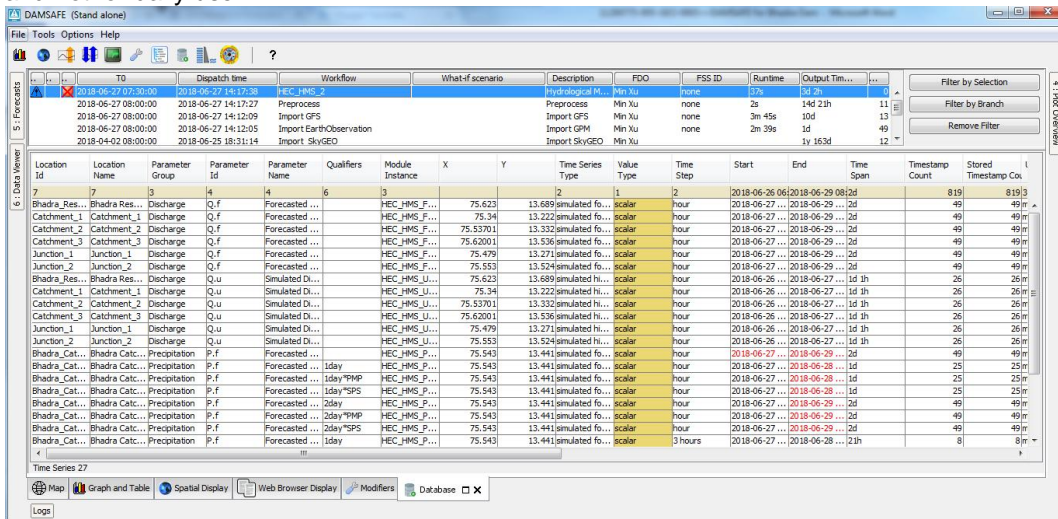 DAMSAFE (Stand alone)
File Tools Options Help
?
.. .. .. T0 Dispatch time Workflow What-if scenario Description FDO FSS ID Runtime Output Tim... ...
2018-06-27 07:30:00 2018-06-27 14:17:38 HEC_HMS_2 Hydrological M... Min Xu none 37s 3d 2h 0
2018-06-27 08:00:00 2018-06-27 14:17:27 Preprocess Preprocess Min Xu none 2s 14d 21h 11
2018-06-27 08:00:00 2018-06-27 14:12:09 Import GFS Import GFS Min Xu none 3m 45s 10d 13
2018-06-27 08:00:00 2018-06-27 14:12:05 Import EarthObservation Import GPM Min Xu none 2m 39s 1d 49
2018-04-02 08:00:00 2018-06-25 18:31:14 Import SkyGEO Import SkyGEO Min Xu 1y 163d 12
Filter by Selection
Filter by Branch
Remove Filter
5 : Forecasts
6 : Data Viewer
4 : Plot Overview
Location Id Location Name Parameter Group Parameter Id Parameter Name Qualifiers Module Instance X Y Time Series Type Value Type Time Step Start End Time Span Timestamp Count Stored Timestamp Cou
7 7 3 4 4 6 3 2 1 2 2018-06-26 06: 2018-06-29 08: 2d 819 819 3
Bhadra_Res... Bhadra Res... Discharge Q.f Forecasted ... HEC_HMS_F... 75.623 13.689 simulated fo... scalar hour 2018-06-27 ... 2018-06-29 ... 2d 49 49 m
Catchment_1 Catchment_1 Discharge Q.f Forecasted ... HEC_HMS_F... 75.34 13.222 simulated fo... scalar hour 2018-06-27 ... 2018-06-29 ... 2d 49 49 m
Catchment_2 Catchment_2 Discharge Q.f Forecasted ... HEC_HMS_F... 75.53701 13.332 simulated fo... scalar hour 2018-06-27 ... 2018-06-29 ... 2d 49 49 m
Catchment_3 Catchment_3 Discharge Q.f Forecasted ... HEC_HMS_F... 75.62001 13.536 simulated fo... scalar hour 2018-06-27 ... 2018-06-29 ... 2d 49 49 m
Junction_1 Junction_1 Discharge Q.f Forecasted ... HEC_HMS_F... 75.479 13.271 simulated fo... scalar hour 2018-06-27 ... 2018-06-29 ... 2d 49 49 m
Junction_2 Junction_2 Discharge Q.f Forecasted ... HEC_HMS_F... 75.553 13.524 simulated fo... scalar hour 2018-06-27 ... 2018-06-29 ... 2d 49 49 m
Bhadra_Res... Bhadra Res... Discharge Q.u Simulated Di... HEC_HMS_U... 75.623 13.689 simulated hi... scalar hour 2018-06-26 ... 2018-06-27 ... 1d 1h 26 26 m
Catchment_1 Catchment_1 Discharge Q.u Simulated Di... HEC_HMS_U... 75.34 13.222 simulated hi... scalar hour 2018-06-26 ... 2018-06-27 ... 1d 1h 26 26 m
Catchment_2 Catchment_2 Discharge Q.u Simulated Di... HEC_HMS_U... 75.53701 13.332 simulated hi... scalar hour 2018-06-26 ... 2018-06-27 ... 1d 1h 26 26 m
Catchment_3 Catchment_3 Discharge Q.u Simulated Di... HEC_HMS_U... 75.62001 13.536 simulated hi... scalar hour 2018-06-26 ... 2018-06-27 ... 1d 1h 26 26 m
Junction_1 Junction_1 Discharge Q.u Simulated Di... HEC_HMS_U... 75.479 13.271 simulated hi... scalar hour 2018-06-26 ... 2018-06-27 ... 1d 1h 26 26 m
Junction_2 Junction_2 Discharge Q.u Simulated Di... HEC_HMS_U... 75.553 13.524 simulated hi... scalar hour 2018-06-26 ... 2018-06-27 ... 1d 1h 26 26 m
Bhadra_Cat... Bhadra Catc... Precipitation P.f Forecasted ... HEC_HMS_P... 75.543 13.441 simulated fo... scalar hour 2018-06-27 ... 2018-06-29 ... 2d 49 49 m
Bhadra_Cat... Bhadra Catc... Precipitation P.f Forecasted ... 1day HEC_HMS_P... 75.543 13.441 simulated fo... scalar hour 2018-06-27 ... 2018-06-28 ... 1d 25 25 m
Bhadra_Cat... Bhadra Catc... Precipitation P.f Forecasted ... 1day*PMP HEC_HMS_P... 75.543 13.441 simulated fo... scalar hour 2018-06-27 ... 2018-06-28 ... 1d 25 25 m
Bhadra_Cat... Bhadra Catc... Precipitation P.f Forecasted ... 1day*SPS HEC_HMS_P... 75.543 13.441 simulated fo... scalar hour 2018-06-27 ... 2018-06-28 ... 1d 25 25 m
Bhadra_Cat... Bhadra Catc... Precipitation P.f Forecasted ... 2day HEC_HMS_P... 75.543 13.441 simulated fo... scalar hour 2018-06-27 ... 2018-06-29 ... 2d 49 49 m
Bhadra_Cat... Bhadra Catc... Precipitation P.f Forecasted ... 2day*PMP HEC_HMS_P... 75.543 13.441 simulated fo... scalar hour 2018-06-27 ... 2018-06-29 ... 2d 49 49 m
Bhadra_Cat... Bhadra Catc... Precipitation P.f Forecasted ... 2day*SPS HEC_HMS_P... 75.543 13.441 simulated fo... scalar hour 2018-06-27 ... 2018-06-29 ... 2d 49 49 m
Bhadra_Cat... Bhadra Catc... Precipitation P.f Forecasted ... 1day HEC_HMS_P... 75.543 13.441 simulated fo... scalar 3 hours 2018-06-27 ... 2018-06-28 ... 21h 8 8 m
Time Series 27
Map Graph and Table Spatial Display Web Browser Display Modifiers Database
Logs